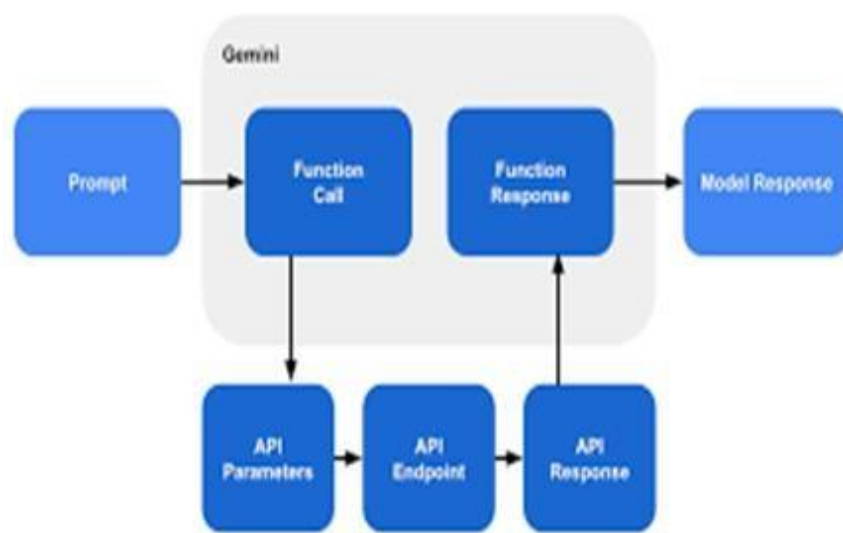 Gemini
Prompt
Function
Call
Function
Response
Model Response
API
Parameters
API
Endpoint
API
Response